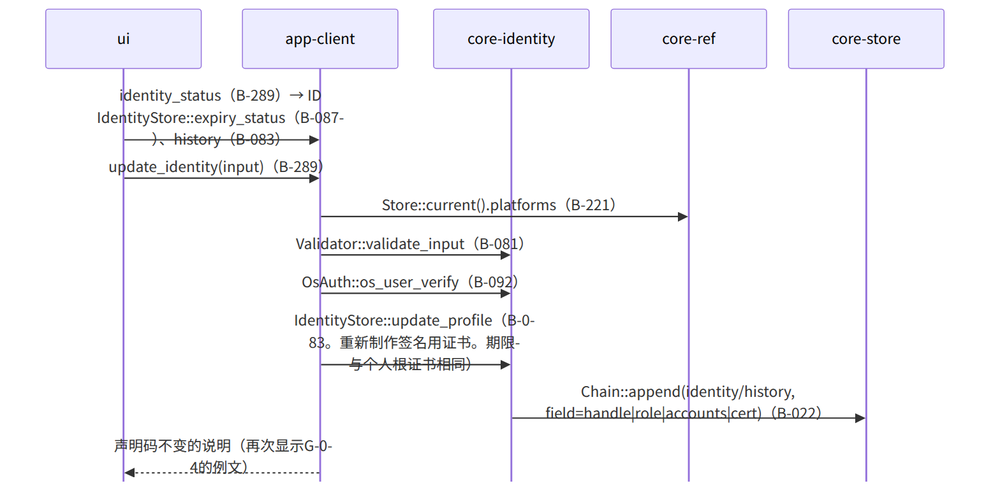 ui
app-client
core-identity
core-ref
core-store
identity_status（B-289）→ ID
IdentityStore::expiry_status（B-087-
）、history（B-083）
update_identity(input)（B-289）
Store::current().platforms（B-221）
Validator::validate_input（B-081）
OsAuth::os_user_verify（B-092）
IdentityStore::update_profile（B-0-
83。重新制作签名用证书。期限-
与个人根证书相同）
Chain::append(identity/history,
field=handle|role|accounts|cert)（B-022）
声明码不变的说明（再次显示G-0-
4的例文）